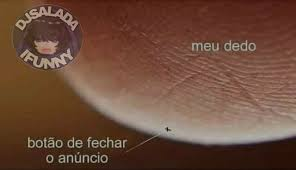 DJSALADA
IFUNNY
meu dedo
botão de fechar
o anúncio